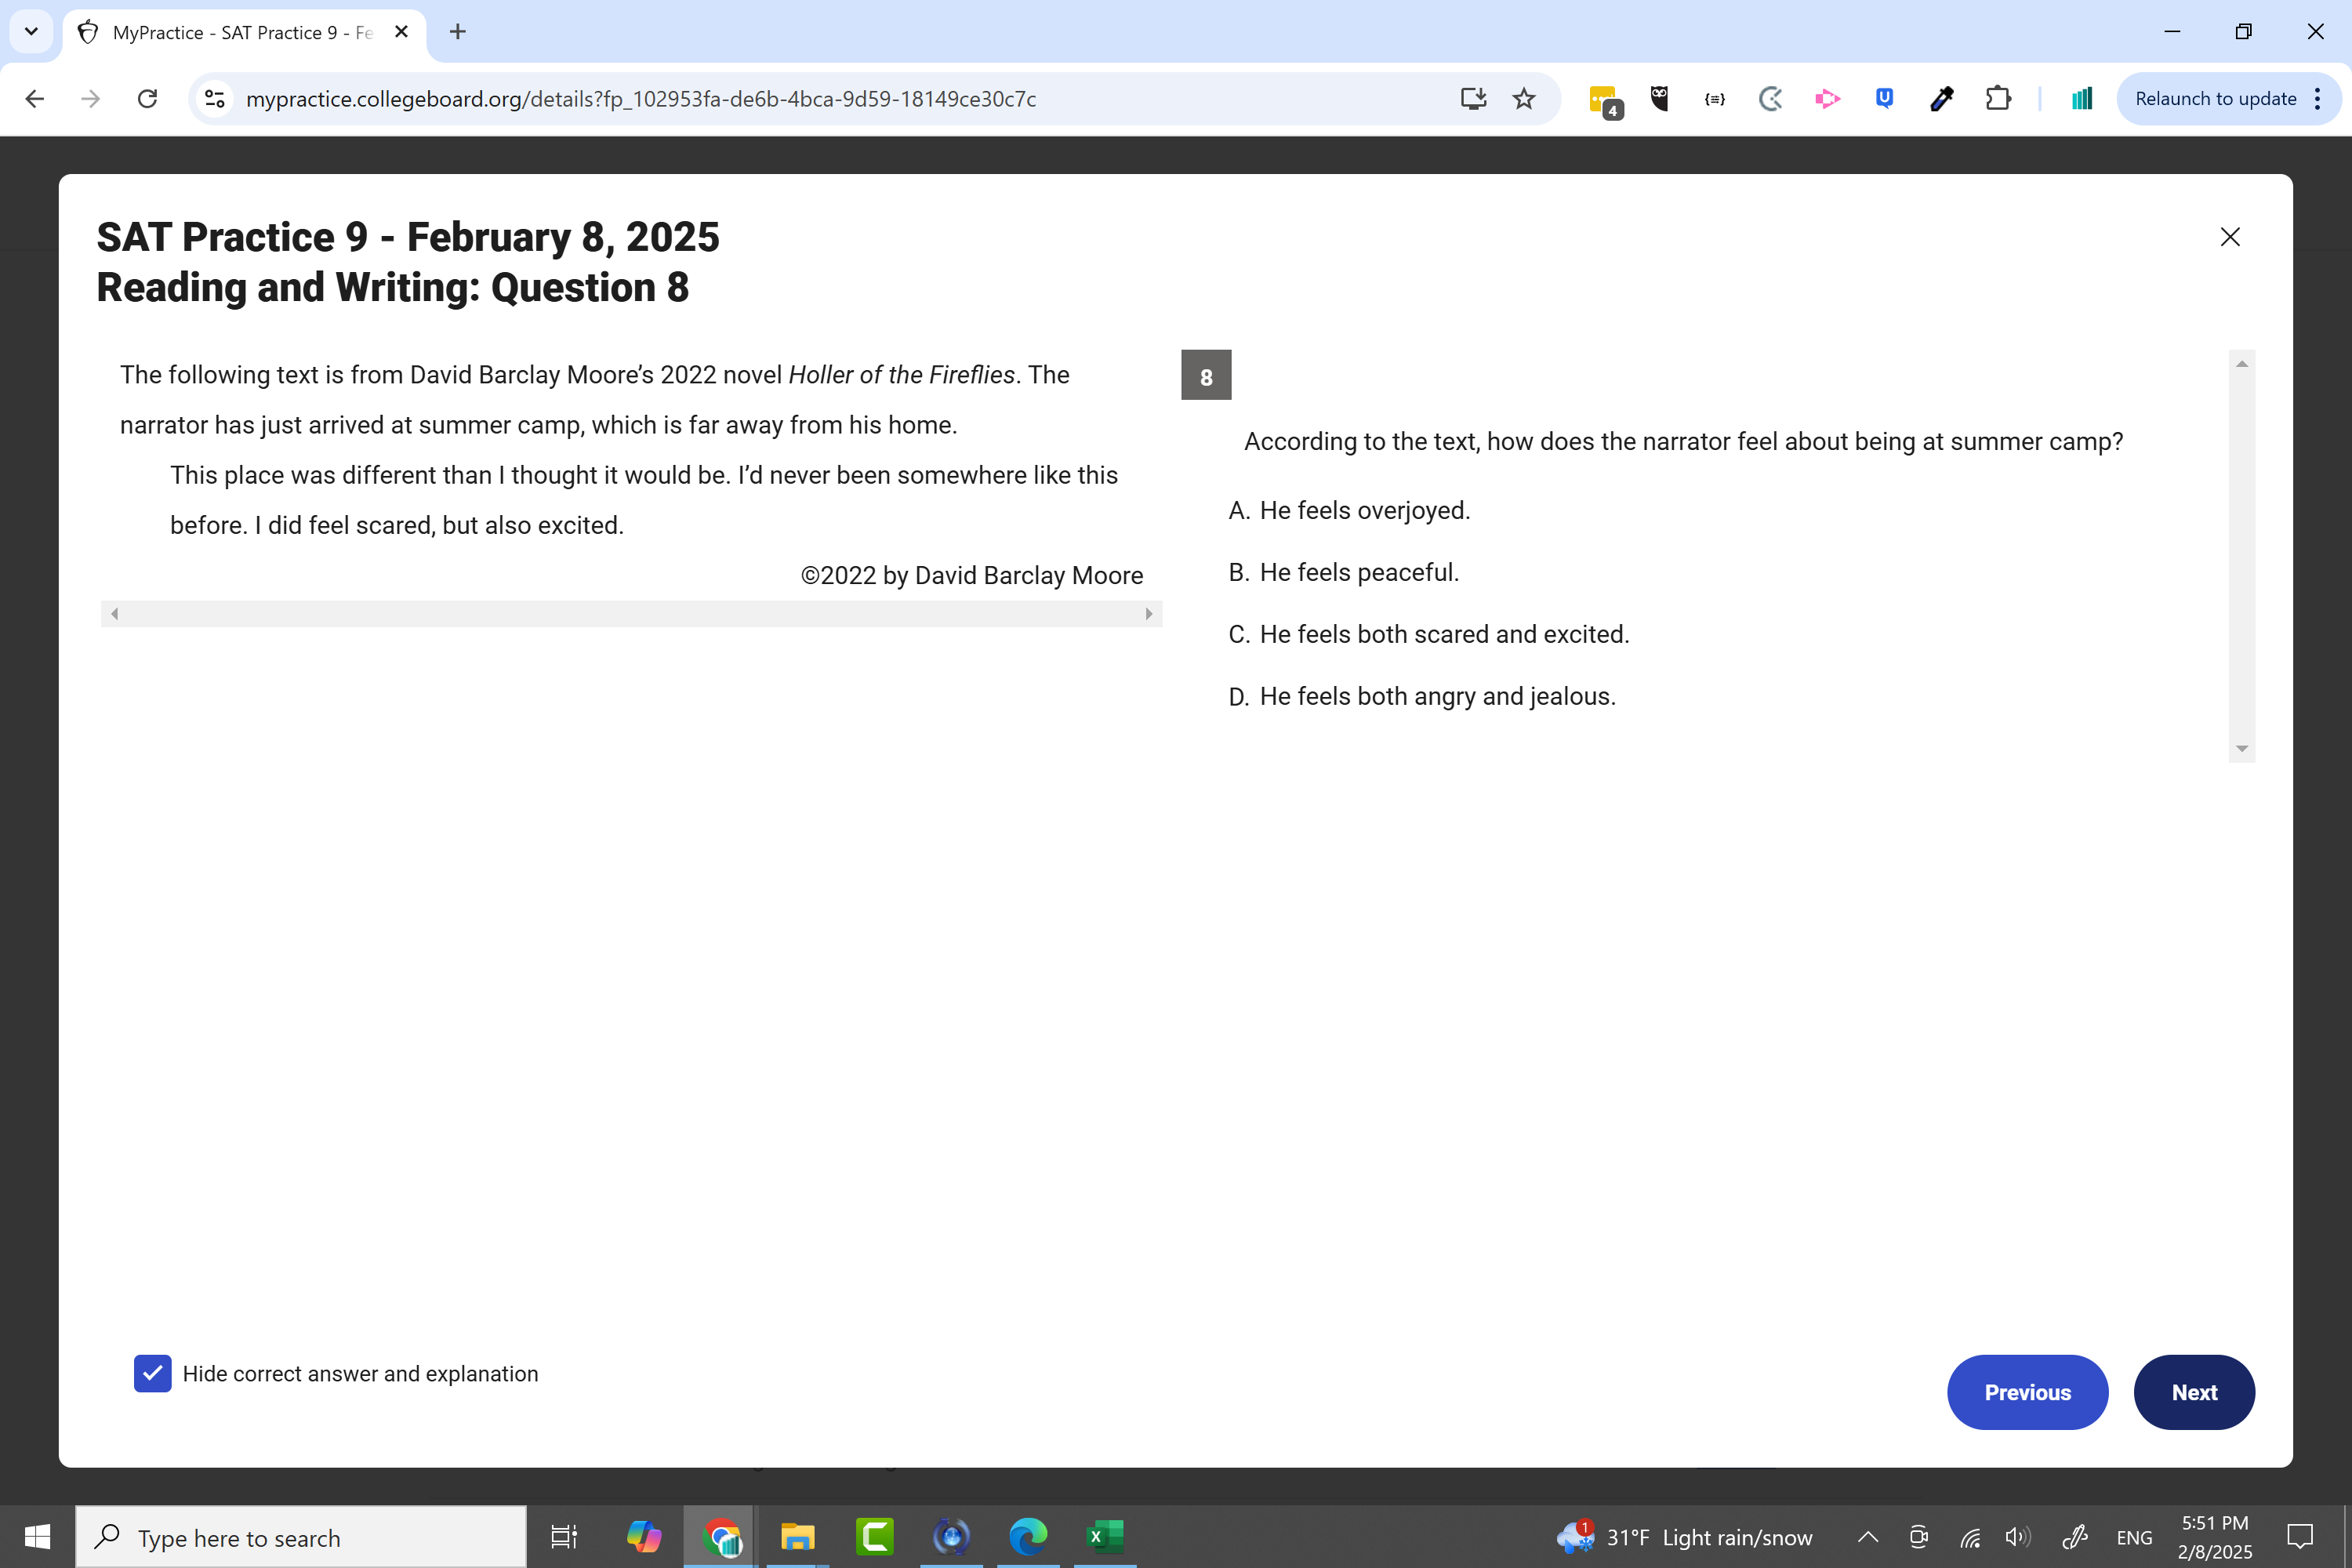 MyPractice - SAT Practice 9 - Fe
mypractice.collegeboard.org/details?fp_102953fa-de6b-4bca-9d59-18149ce30c7c
4
Relaunch to update
SAT Practice 9 - February 8, 2025
Reading and Writing: Question 8
The following text is from David Barclay Moore’s 2022 novel Holler of the Fireflies. The
narrator has just arrived at summer camp, which is far away from his home.
This place was different than I thought it would be. I’d never been somewhere like this
before. I did feel scared, but also excited.
©2022 by David Barclay Moore
8
According to the text, how does the narrator feel about being at summer camp?
A. He feels overjoyed.
B. He feels peaceful.
C. He feels both scared and excited.
D. He feels both angry and jealous.
Hide correct answer and explanation
Previous
Next
Type here to search
1
31°F Light rain/snow
ENG
5:51 PM
2/8/2025